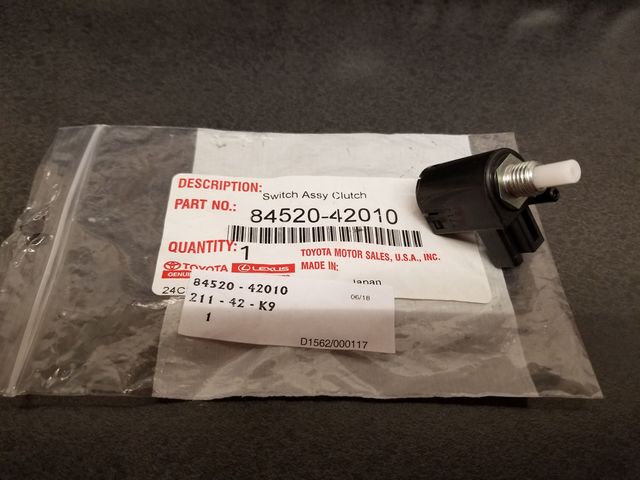 DESCRIPTION:
Switch Assy Clutch
PART NO.:
84520-42010
QUANTITY: 1
TOYOTA MOTOR SALES, U.S.A., INC.
TOYOTA LEXUS
MADE IN:
GENUINE
Japan
24C
84520-42010
06/18
211-42-K9
1
D1562/000117